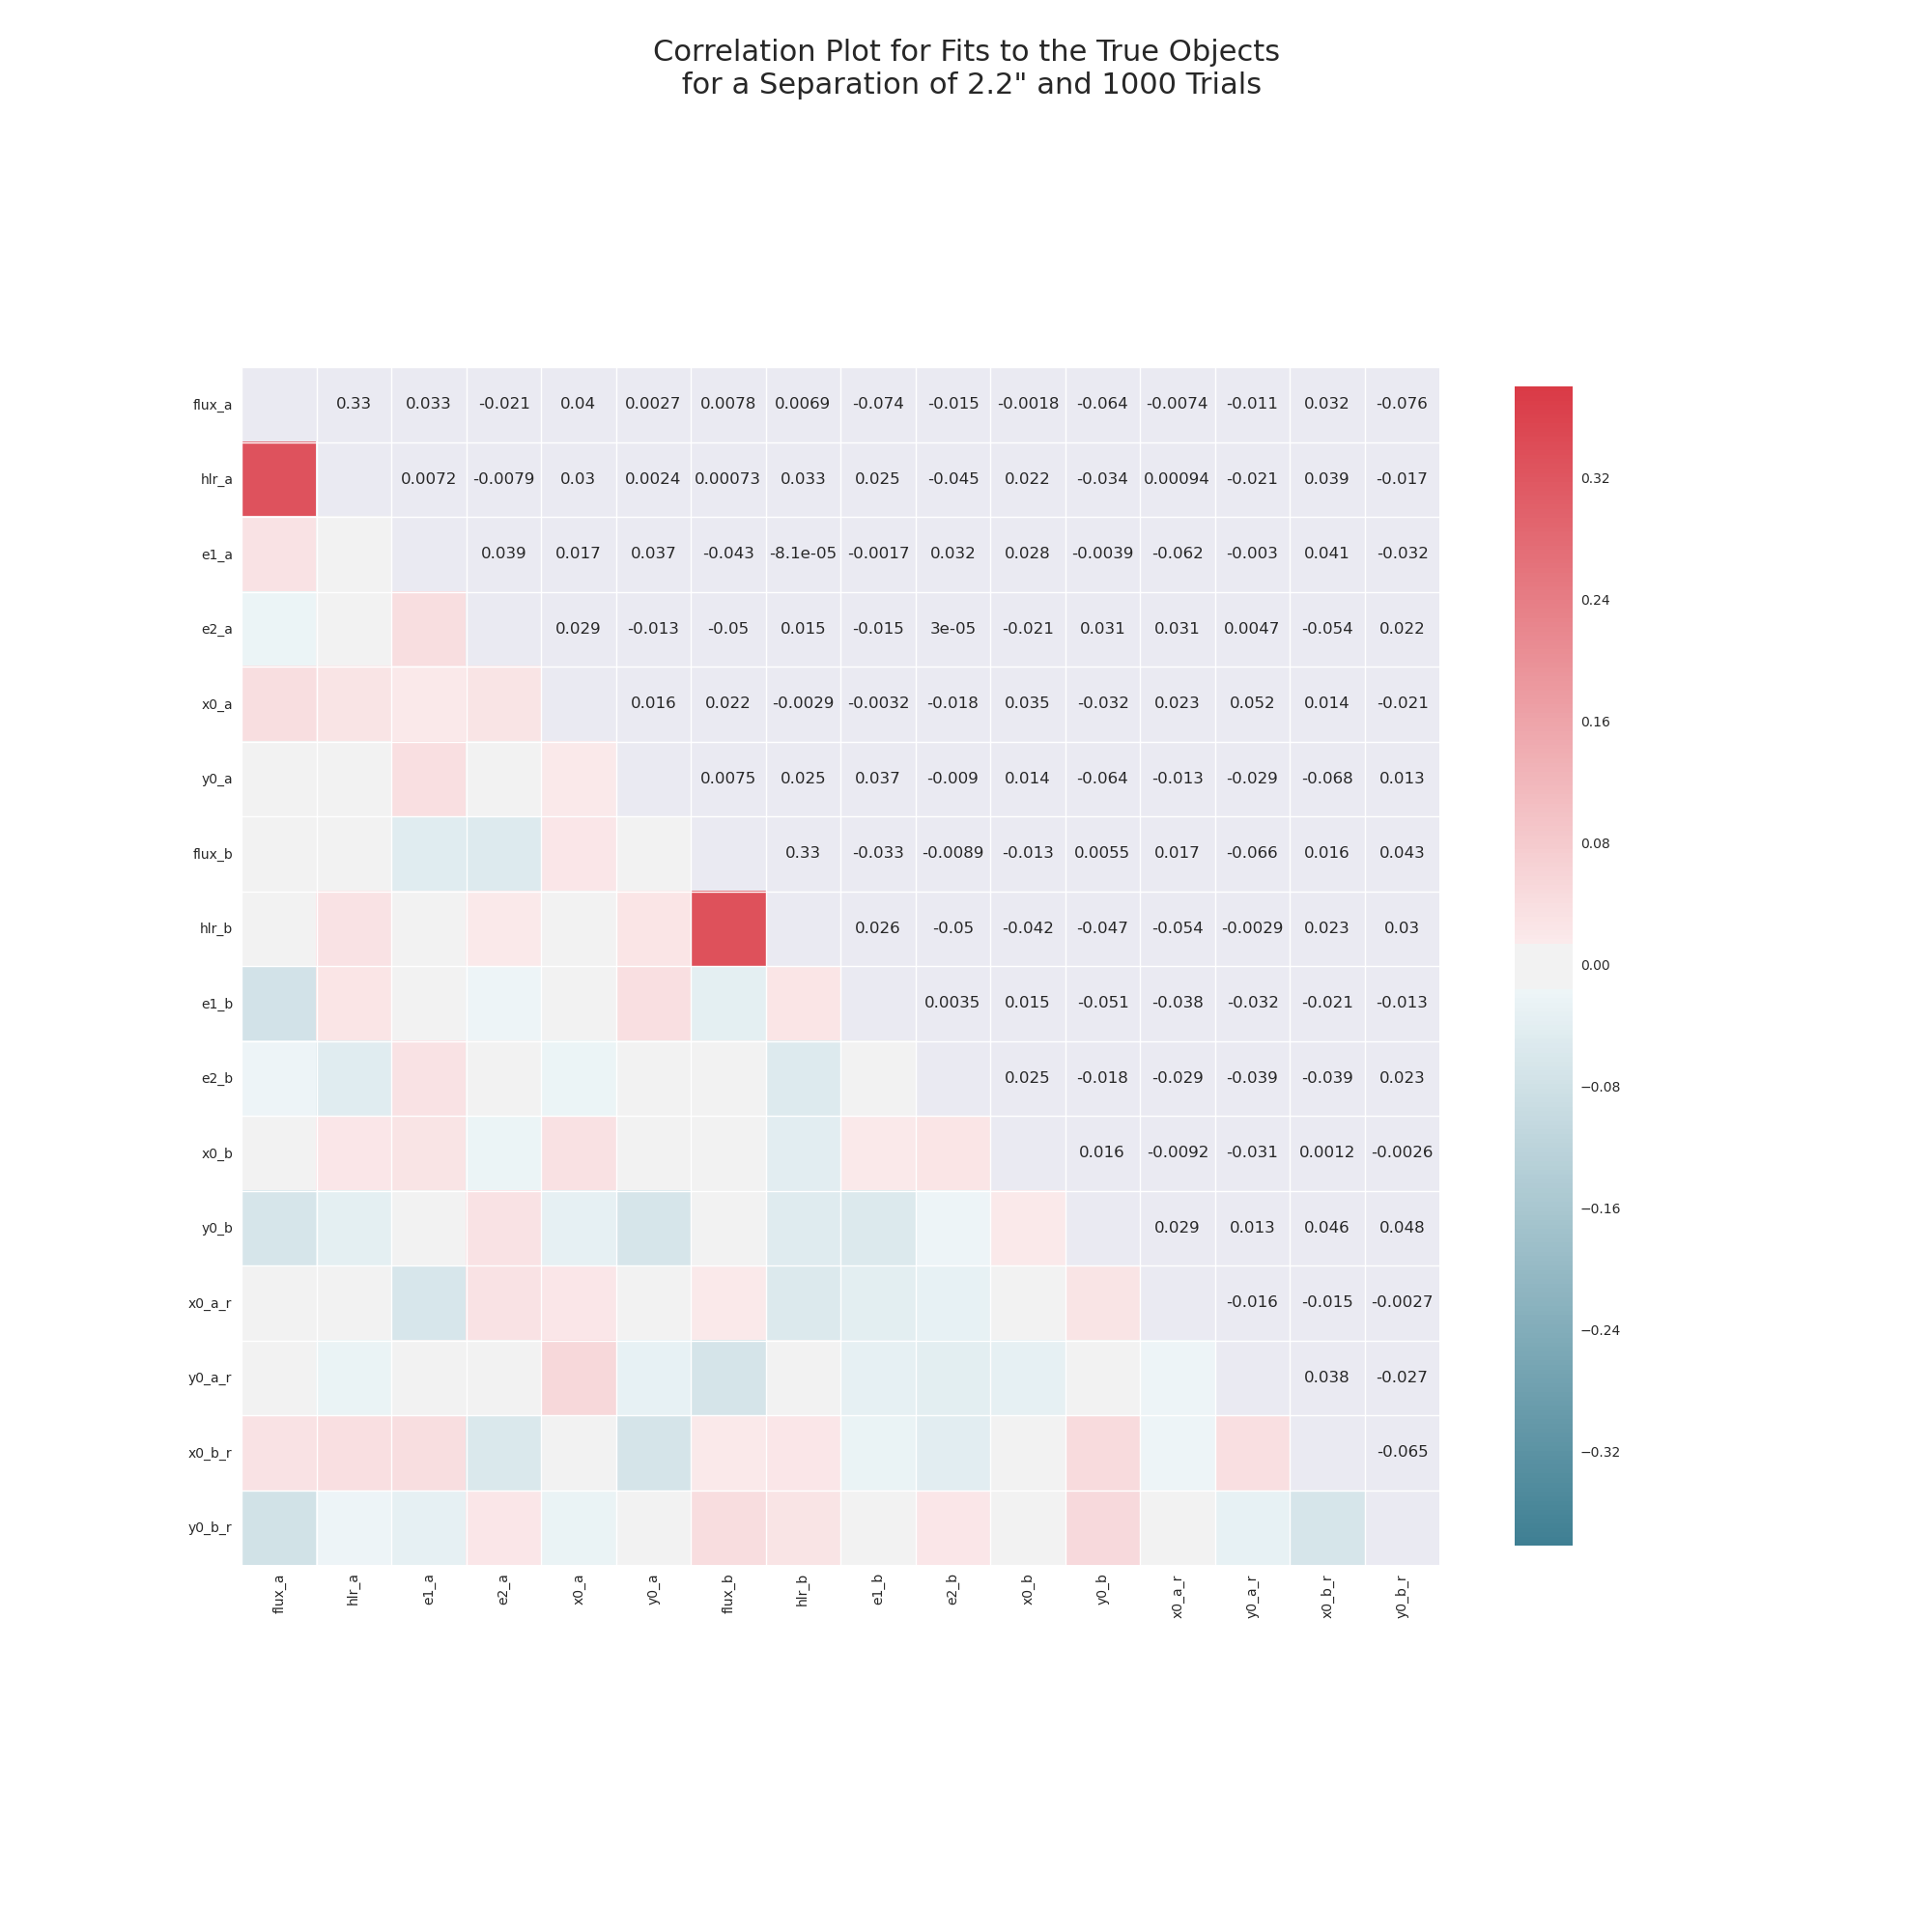 Correlation Plot for Fits to the True Objects
for a Separation of 2.2" and 1000 Trials
flux_a 0.33 0.033 -0.021 0.04 0.0027 0.0078 0.0069 -0.074 -0.015 -0.0018 -0.064 -0.0074 -0.011 0.032 -0.076
hlr_a 0.0072 -0.0079 0.03 0.0024 0.00073 0.033 0.025 -0.045 0.022 -0.034 0.00094 -0.021 0.039 -0.017
0.32
e1_a 0.039 0.017 0.037 -0.043 -8.1e-05 -0.0017 0.032 0.028 -0.0039 -0.062 -0.003 0.041 -0.032
0.24
e2_a 0.029 -0.013 -0.05 0.015 -0.015 3e-05 -0.021 0.031 0.031 0.0047 -0.054 0.022
x0_a 0.016 0.022 -0.0029 -0.0032 -0.018 0.035 -0.032 0.023 0.052 0.014 -0.021
0.16
y0_a 0.0075 0.025 0.037 -0.009 0.014 -0.064 -0.013 -0.029 -0.068 0.013
0.08
flux_b 0.33 -0.033 -0.0089 -0.013 0.0055 0.017 -0.066 0.016 0.043
hlr_b 0.026 -0.05 -0.042 -0.047 -0.054 -0.0029 0.023 0.03
0.00
e1_b 0.0035 0.015 -0.051 -0.038 -0.032 -0.021 -0.013
e2_b 0.025 -0.018 -0.029 -0.039 -0.039 0.023
−0.08
x0_b 0.016 -0.0092 -0.031 0.0012 -0.0026
−0.16
y0_b 0.029 0.013 0.046 0.048
x0_a_r -0.016 -0.015 -0.0027
−0.24
y0_a_r 0.038 -0.027
x0_b_r -0.065
−0.32
y0_b_r
flux_a hlr_a e1_a e2_a x0_a y0_a flux_b hlr_b e1_b e2_b x0_b y0_b x0_a_r y0_a_r x0_b_r y0_b_r